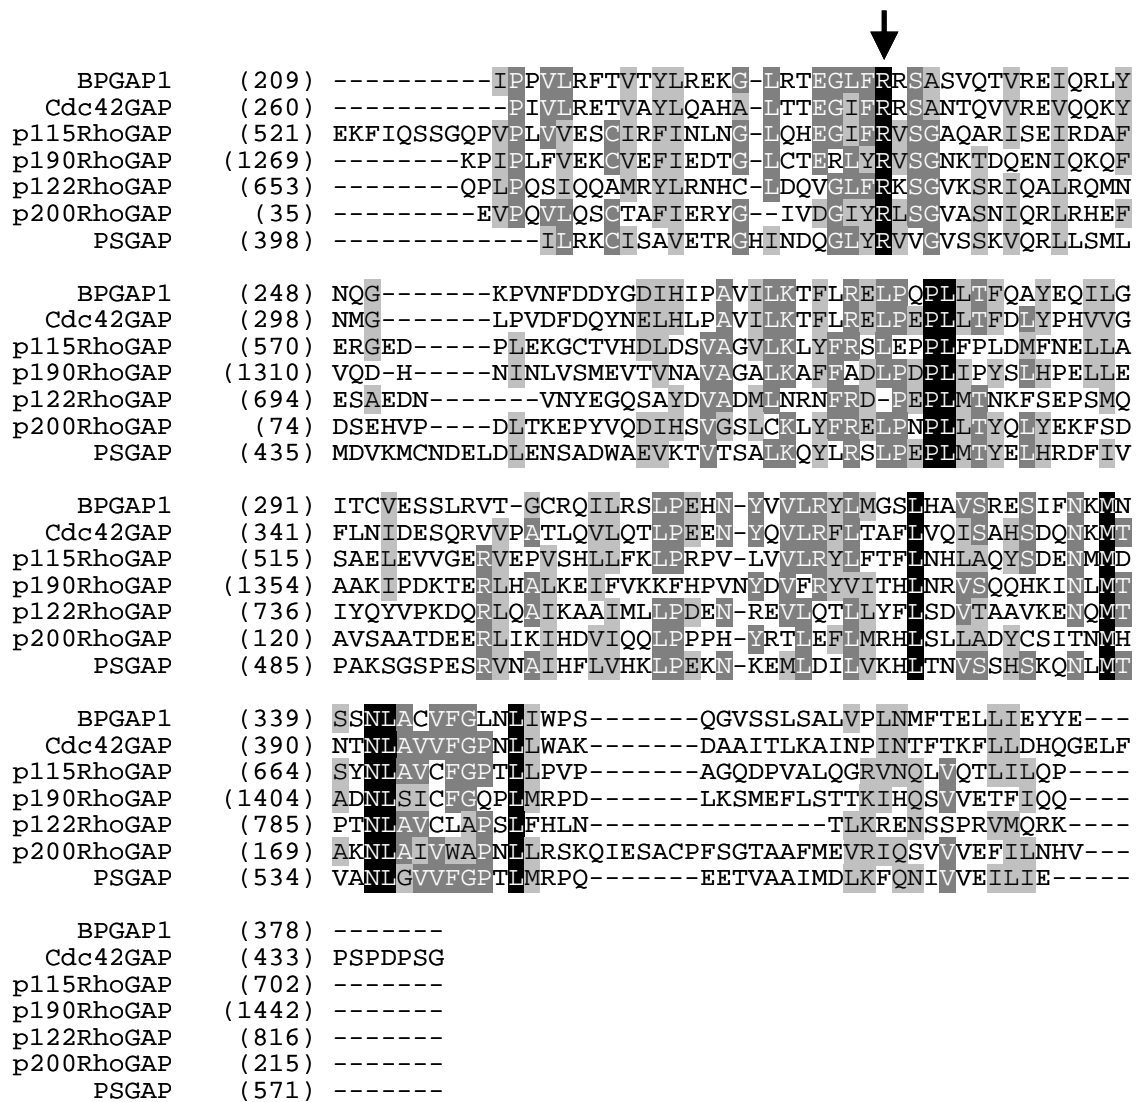 BPGAP1 (209) ----------IPPVLRFTVTYLREKG-LRTEGLFRRSASVQTVREIQRLY
Cdc42GAP (260) -----------PIVLRETVAYLQAHA-LTTEGIFRRSANTQVVREVQQKY
p115RhoGAP (521) EKFIQSSGQPVPLVVESCIRFINLNG-LQHEGIFRVSGAQARISEIRDAF
p190RhoGAP (1269) --------KPIPLFVEKCVEFIEDTG-LCTERLYRVSGNKTDQENIQKQF
p122RhoGAP (653) --------QPLPQSIQQAMRYLRNHC-LDQVGLFRKSGVKSRIQALRQMN
p200RhoGAP (35) ---------EVPQVLQSCTAFIERYG--IVDGIYRLSGVASNIQRLRHEF
PSGAP (398) -------------ILRKCISAVETRGHINDQGLYRVVGVSSKVQRLLSML
BPGAP1 (248) NQG-------KPVNFDDYGDIHIPAVILKTFLRELPQPLLTFQAYEQILG
Cdc42GAP (298) NMG-------LPVDFDQYNELHLPAVILKTFLRELPEPLLTFDLYPHVVG
p115RhoGAP (570) ERGED-----PLEKGCTVHDLDSVAGVLKLYFRSLEPPLFPLDMFNELLA
p190RhoGAP (1310) VQD-H-----NINLVSMEVTVNAVAGALKAFFADLPDPLIPYSLHPELLE
p122RhoGAP (694) ESAEDN-------VNYEGQSAYDVADMLNRNFRD-PEPLMTNKFSEPSMQ
p200RhoGAP (74) DSEHVP----DLTKEPYVQDIHSVGSLCKLYFRELPNPLLTYQLYEKFSD
PSGAP (435) MDVKMCNDELDLENSADWAEVKTVTSALKQYLRSLPEPLMTYELHRDFIV
BPGAP1 (291) ITCVESSLRVT-GCRQILRSLPEHN-YVVLRYLMGSLHAVSRESIFNKMN
Cdc42GAP (341) FLNIDESQRVVPATLQVLQTLPEEN-YQVLRFLTAFLVQISAHSDQNKMT
p115RhoGAP (515) SAELEVVGERVEPVSHLLFKLPRPV-LVVLRYLFTFLNHLAQYSDENMMD
p190RhoGAP (1354) AAKIPDKTERLHALKEIFVKKFHPVNYDVFRYVITHLNRVSQQHKINLMT
p122RhoGAP (736) IYQYVPKDQRLQAIKAAIMLLPDEN-REVLQTLLYFLSDVTAAVKENQMT
p200RhoGAP (120) AVSAATDEERLIKIHDVIQQLPPPH-YRTLEFLMRHLSLLADYCSITNMH
PSGAP (485) PAKSGSPESRVNAIHFLVHKLPEKN-KEMLDILVKHLTNVSSHSKQNLMT
BPGAP1 (339) SSNLACVFGLNLIWPS-------QGVSSLSALVPLNMFTELLIEYYE---
Cdc42GAP (390) NTNLAVVFGPNLLWAK-------DAAITLKAINPINTFTKFLLDHQGELF
p115RhoGAP (664) SYNLAVCFGPTLLPVP-------AGQDPVALQGRVNQLVQTLILQP----
p190RhoGAP (1404) ADNLSICFGQPLMRPD-------LKSMEFLSTTKIHQSVVETFIQQ----
p122RhoGAP (785) PTNLAVCLAPSLFHLN---------------TLKRENSSPRVMQRK----
p200RhoGAP (169) AKNLAIVWAPNLLRSKQIESACPFSGTAAFMEVRIQSVVVEFILNHV---
PSGAP (534) VANLGVVFGPTLMRPQ-------EETVAAIMDLKFQNIVVEILIE-----
BPGAP1 (378) -------
Cdc42GAP (433) PSPDPSG
p115RhoGAP (702) -------
p190RhoGAP (1442) -------
p122RhoGAP (816) -------
p200RhoGAP (215) -------
PSGAP (571) -------